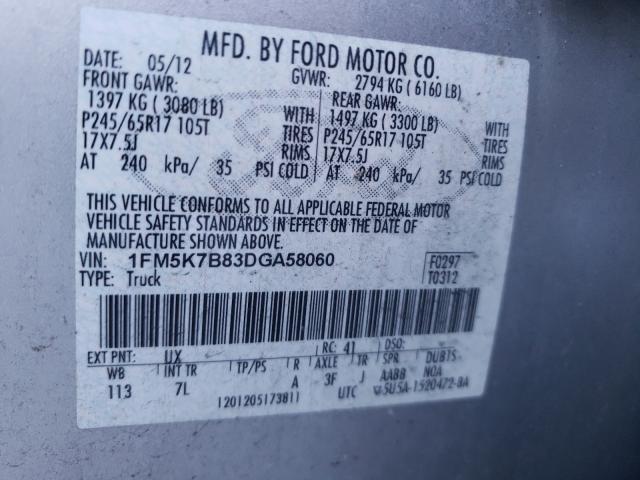 MFD. BY FORD MOTOR CO.
DATE: 05/12 GVWR: 2794 KG ( 6160 LB)
FRONT GAWR: REAR GAWR:
1397 KG ( 3080 LB) WITH 1497 KG ( 3300 LB) WITH
P245/65R17 105T TIRES P245/65R17 105T TIRES
17X7.5J RIMS 17X7.5J RIMS
AT 240 kPa/ 35 PSI COLD AT 240 kPa/ 35 PSI COLD
THIS VEHICLE CONFORMS TO ALL APPLICABLE FEDERAL MOTOR
VEHICLE SAFETY STANDARDS IN EFFECT ON THE DATE OF
MANUFACTURE SHOWN ABOVE.
VIN: 1FM5K7B83DGA58060 F0297
TYPE: Truck T0312
EXT PNT: UX RC: 41 DSO:
WB INT TR TP/PS R AXLE TR SPR DUBTS
113 7L A 3F J AABB NOA
1201205173811 UTC